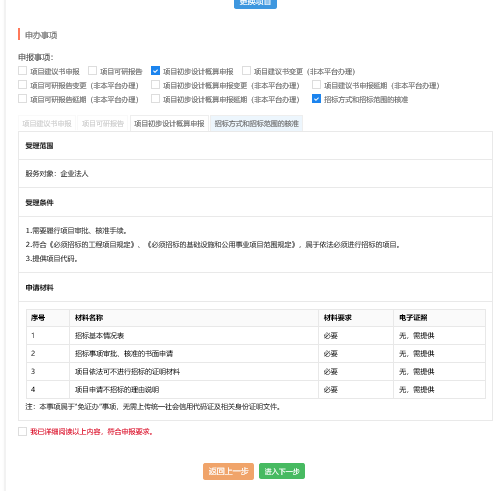 更换项目
申办事项
申报事项:
项目建议书申报 项目可研报告 项目初步设计概算申报 项目建议书变更（非本平台办理）
项目可研报告变更（非本平台办理） 项目初步设计概算申报变更（非本平台办理） 项目建议书申报延期（非本平台办理）
项目可研报告延期（非本平台办理） 项目初步设计概算申报延期（非本平台办理） 招标方式和招标范围的核准
项目建议书申报 项目可研报告 项目初步设计概算申报 招标方式和招标范围的核准
受理范围
服务对象：企业法人
受理条件
1.需要履行项目审批、核准手续。
2.符合《必须招标的工程项目规定》、《必须招标的基础设施和公用事业项目范围规定》，属于依法必须进行招标的项目。
3.提供项目代码。
申请材料
序号 材料名称 材料要求 电子证照
1 招标基本情况表 必要 无，需提供
2 招标事项审批、核准的书面申请 必要 无，需提供
3 项目依法可不进行招标的证明材料 必要 无，需提供
4 项目申请不招标的理由说明 必要 无，需提供
注：本事项属于“免证办”事项，无需上传统一社会信用代码证及相关身份证明文件。
我已详细阅读以上内容，符合申报要求。
返回上一步 进入下一步